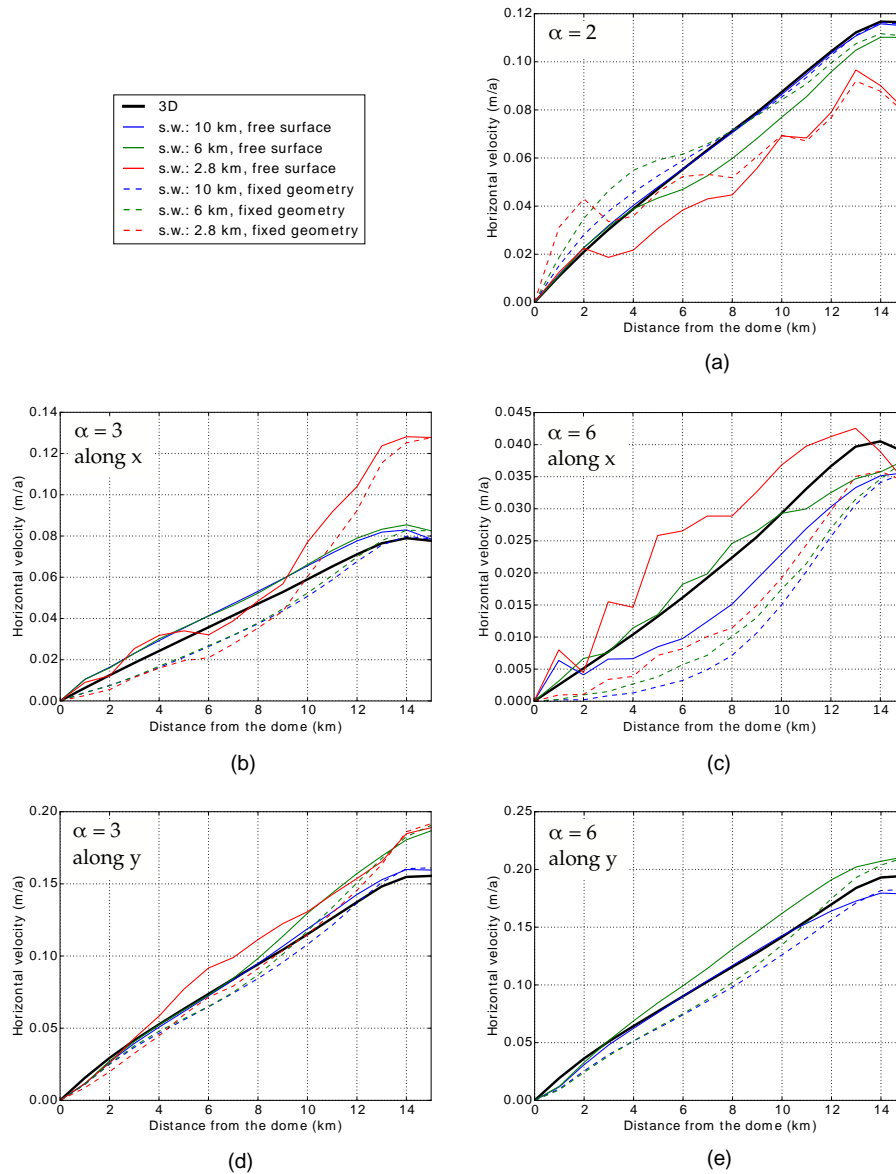 3D
s.w.: 10 km, free surface
s.w.: 6 km, free surface
s.w.: 2.8 km, free surface
s.w.: 10 km, fixed geometry
s.w.: 6 km, fixed geometry
s.w.: 2.8 km, fixed geometry
α = 2
Horizontal velocity (m/a)
0.12
0.10
0.08
0.06
0.04
0.02
0.00
0 2 4 6 8 10 12 14
Distance from the dome (km)
(a)
α = 3
along x
Horizontal velocity (m/a)
0.14
0.12
0.10
0.08
0.06
0.04
0.02
0.00
0 2 4 6 8 10 12 14
Distance from the dome (km)
(b)
α = 6
along x
Horizontal velocity (m/a)
0.045
0.040
0.035
0.030
0.025
0.020
0.015
0.010
0.005
0.000
0 2 4 6 8 10 12 14
Distance from the dome (km)
(c)
α = 3
along y
Horizontal velocity (m/a)
0.20
0.15
0.10
0.05
0.00
0 2 4 6 8 10 12 14
Distance from the dome (km)
(d)
α = 6
along y
Horizontal velocity (m/a)
0.25
0.20
0.15
0.10
0.05
0.00
0 2 4 6 8 10 12 14
Distance from the dome (km)
(e)